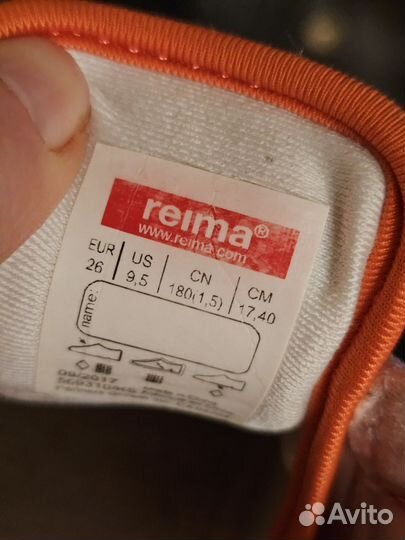 reima®
www.reima.com
EUR US CN CM
26 9,5 180(1,5) 17,40
* name:
09/2017
Avito